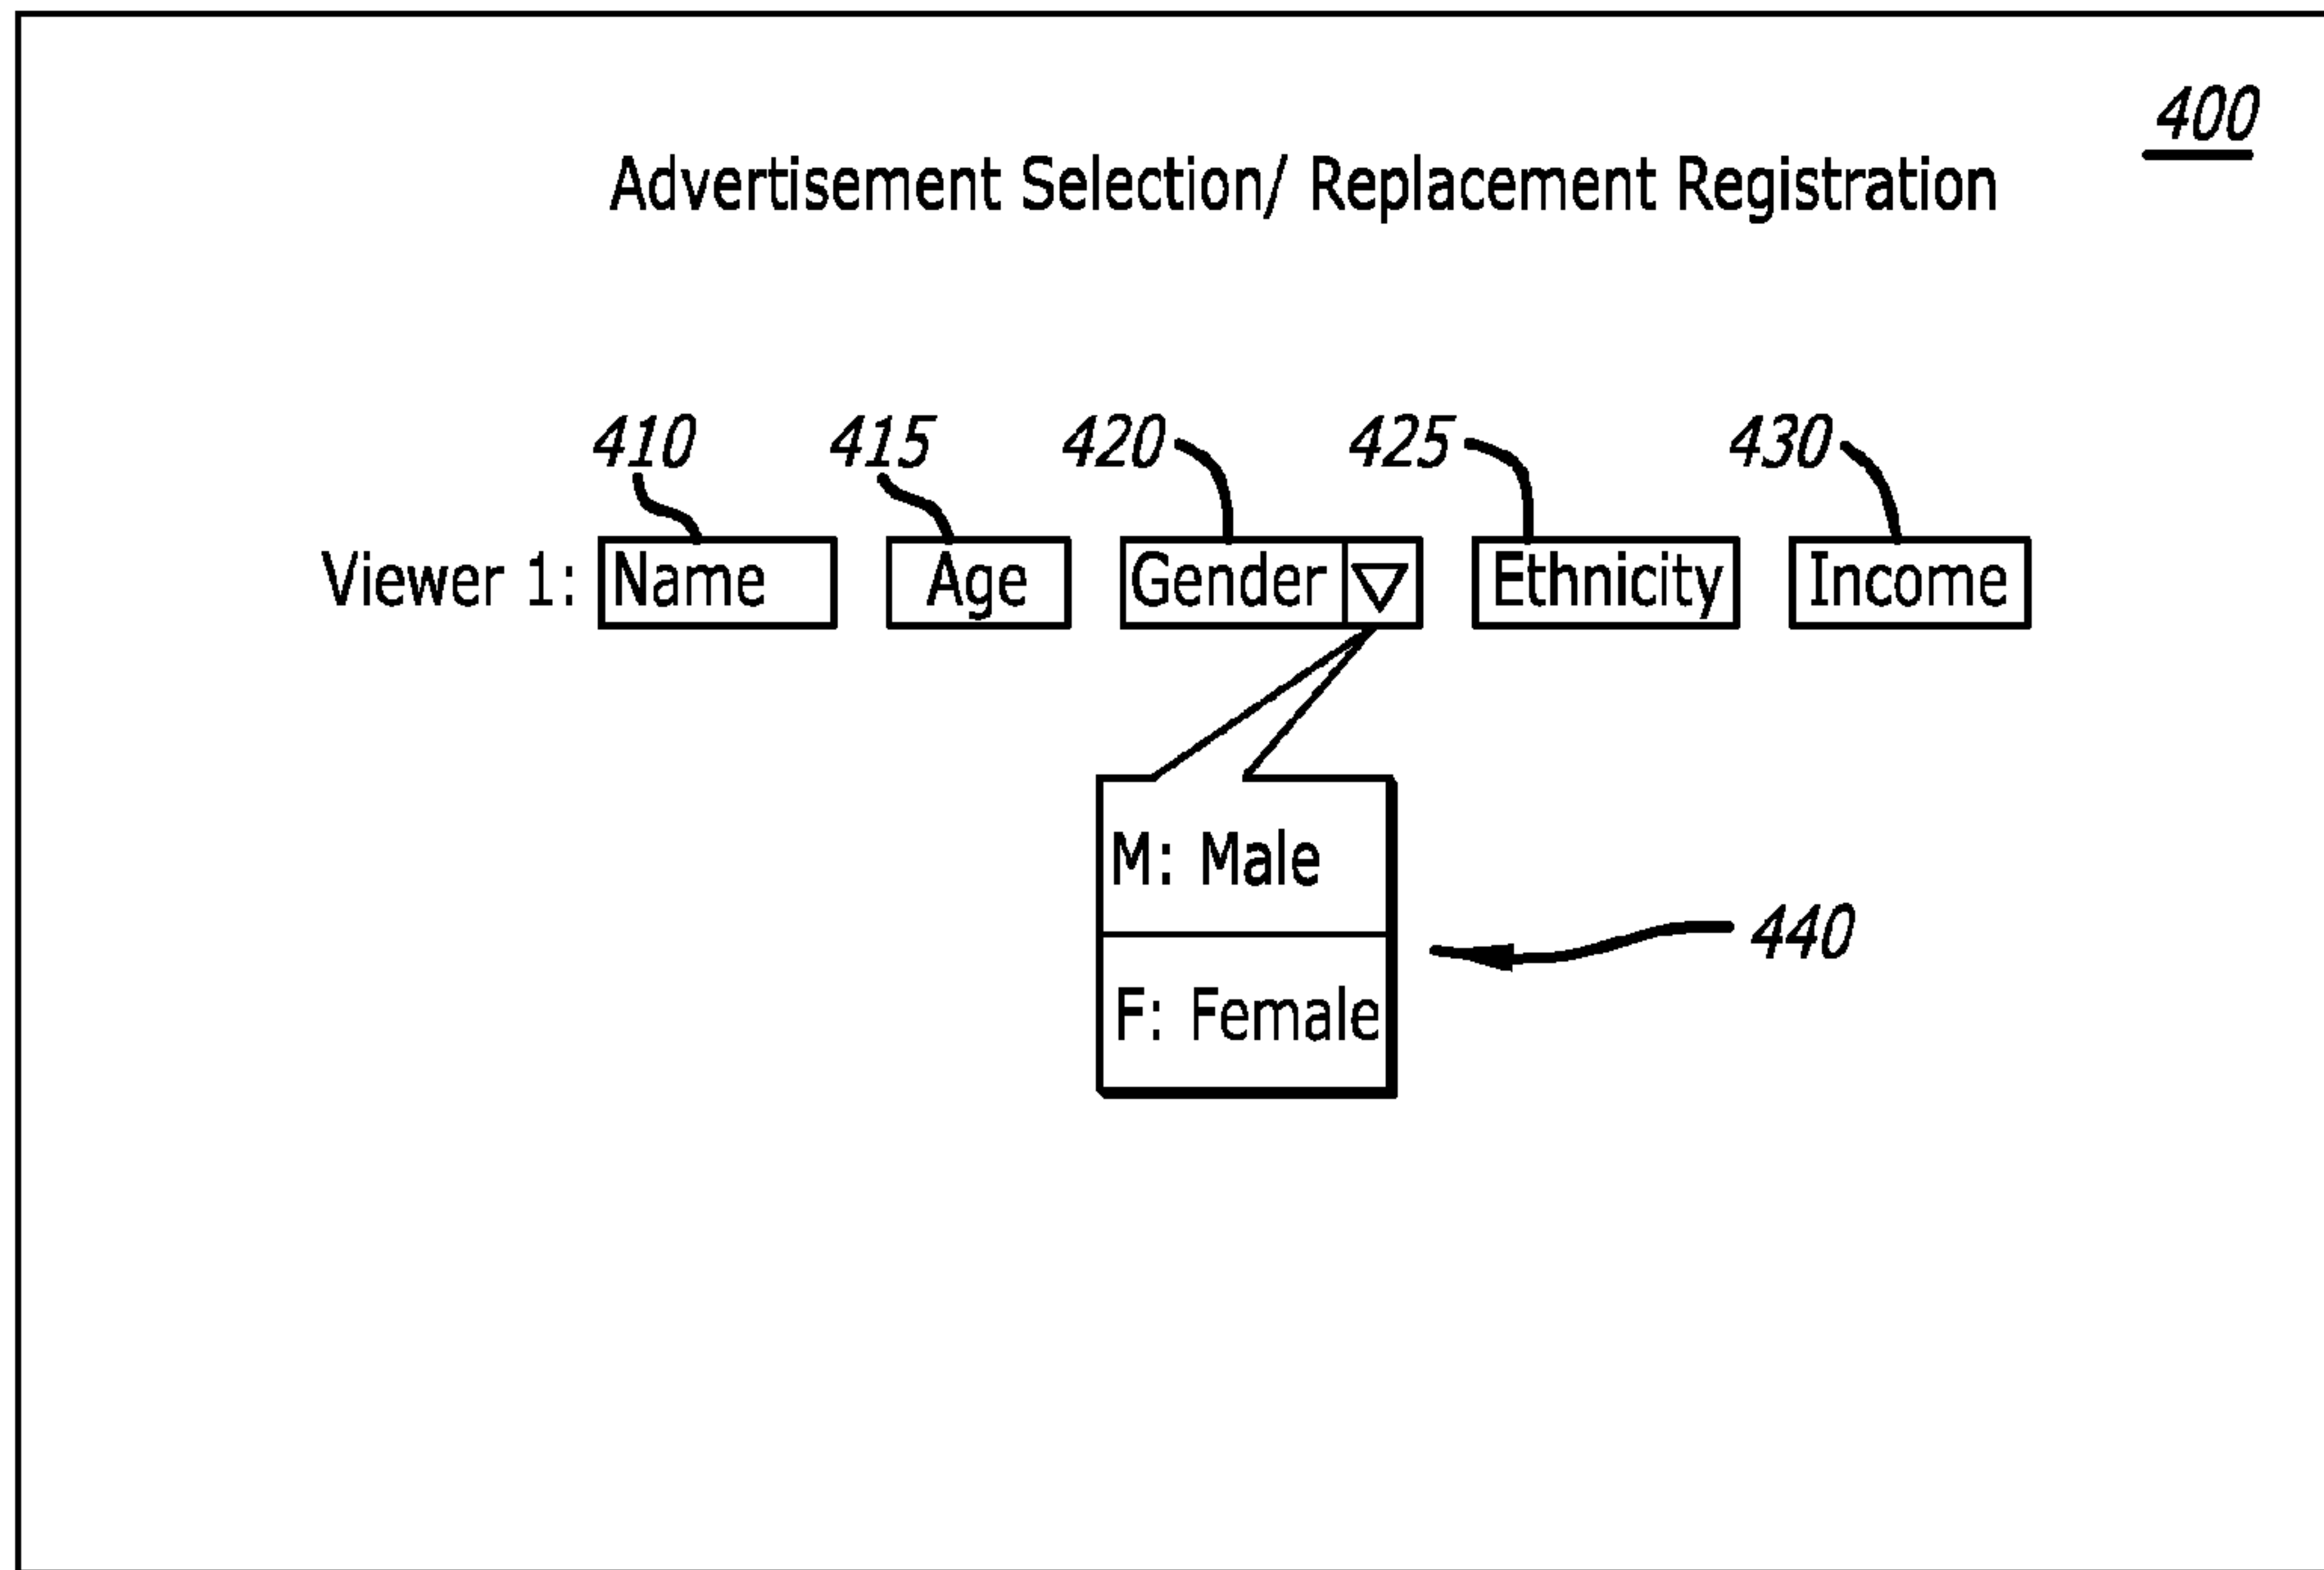 400
Advertisement Selection/ Replacement Registration
410 415 420 425 430
Viewer 1: Name Age Gender Ethnicity Income
M: Male
440
F: Female